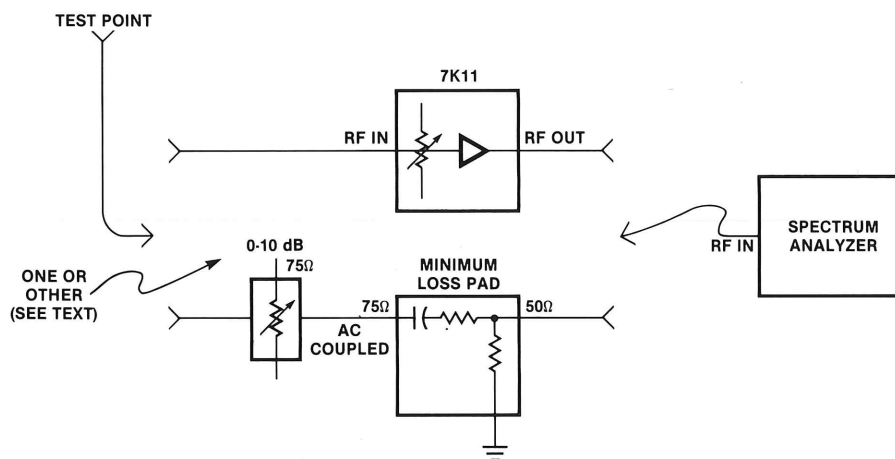 TEST POINT
7K11
RF IN
RF OUT
RF IN
SPECTRUM
ANALYZER
ONE OR
OTHER
(SEE TEXT)
0-10 dB
75Ω
AC
COUPLED
75Ω
MINIMUM
LOSS PAD
50Ω